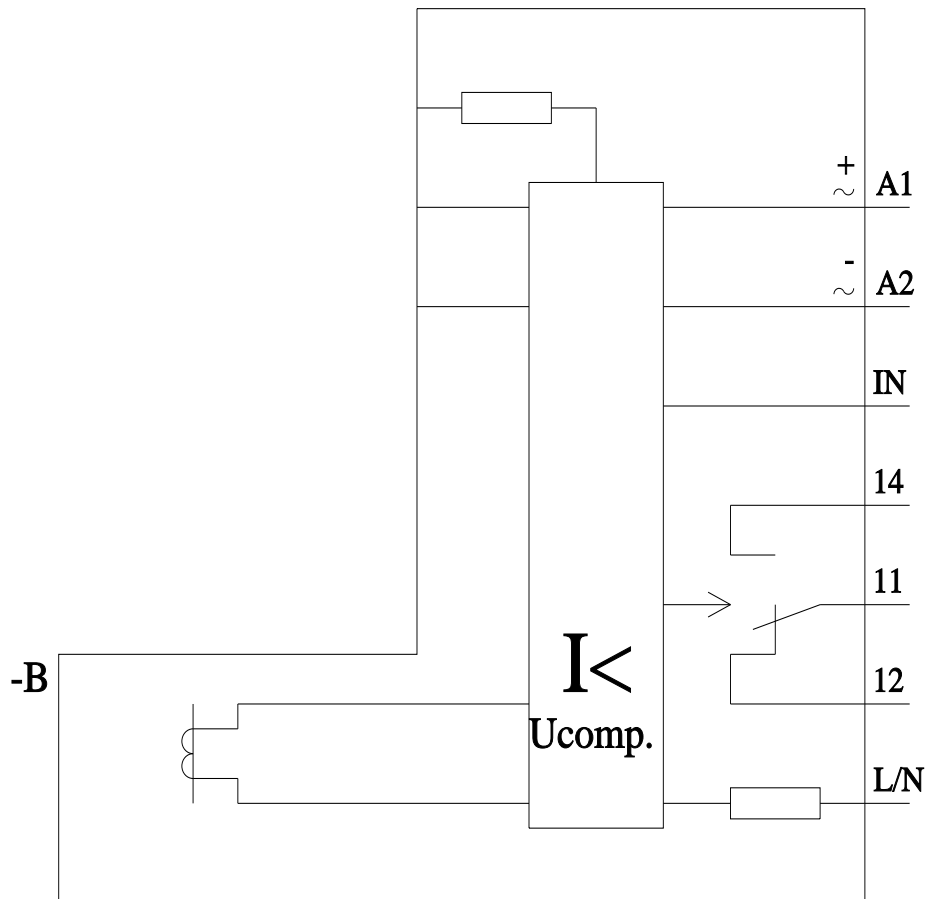 +
~ A1
-
~ A2
IN
14
11
-B
12
I<
Ucomp.
L/N